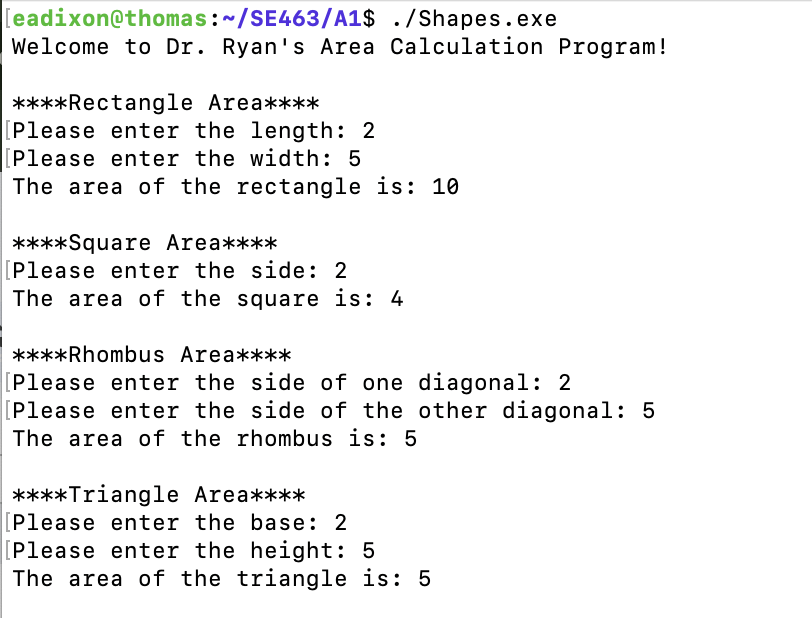 [eadixon@thomas:~/SE463/A1$ ./Shapes.exe
Welcome to Dr. Ryan's Area Calculation Program!
****Rectangle Area****
[Please enter the length: 2
[Please enter the width: 5
The area of the rectangle is: 10
****Square Area****
[Please enter the side: 2
The area of the square is: 4
****Rhombus Area****
[Please enter the side of one diagonal: 2
[Please enter the side of the other diagonal: 5
The area of the rhombus is: 5
****Triangle Area****
[Please enter the base: 2
[Please enter the height: 5
The area of the triangle is: 5